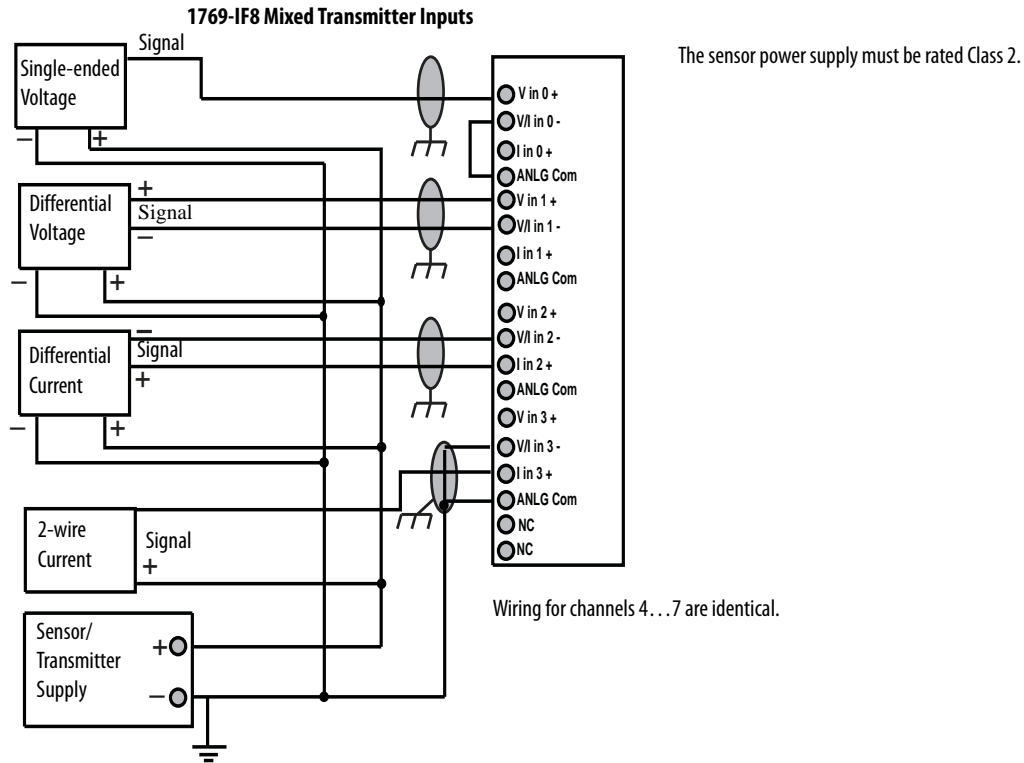 1769-IF8 Mixed Transmitter Inputs
The sensor power supply must be rated Class 2.
Signal
Single-ended
Voltage
− +
V in 0 +
V/I in 0 -
I in 0 +
ANLG Com
+
Differential
Voltage
Signal
−
− +
V in 1 +
V/I in 1 -
I in 1 +
ANLG Com
−
Differential
Current
Signal
+
− +
V in 2 +
V/I in 2 -
I in 2 +
ANLG Com
V in 3 +
V/I in 3 -
I in 3 +
ANLG Com
NC
NC
2-wire
Current
Signal
+
Wiring for channels 4…7 are identical.
Sensor/
Transmitter
Supply
+
−